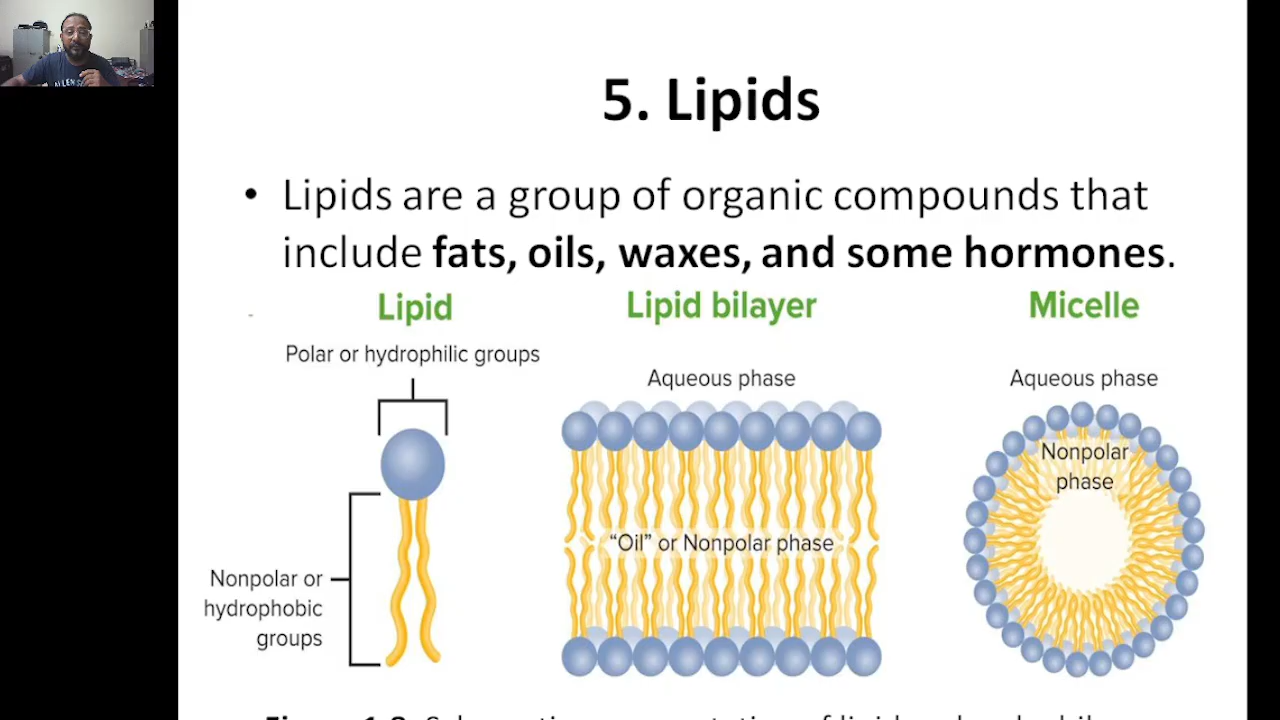 5. Lipids
• Lipids are a group of organic compounds that
include fats, oils, waxes, and some hormones.
Lipid
Polar or hydrophilic groups
Nonpolar or
hydrophobic
groups
Lipid bilayer
Aqueous phase
“Oil” or Nonpolar phase
Micelle
Aqueous phase
Nonpolar
phase